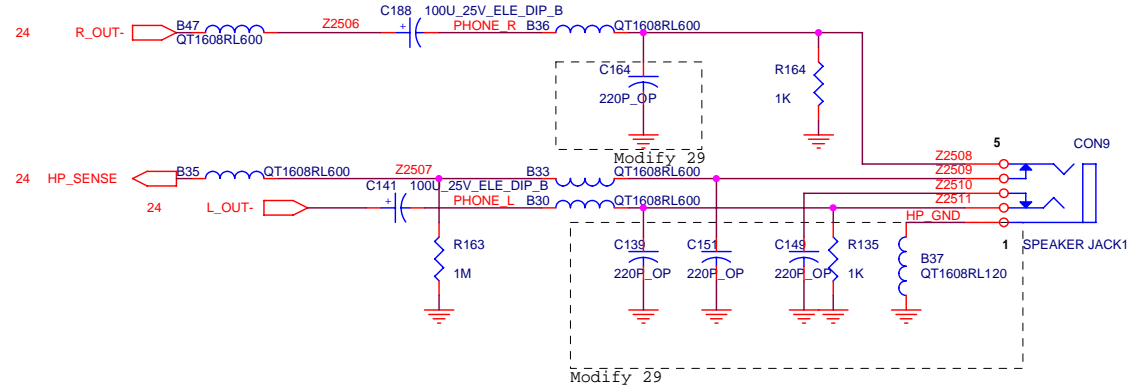 C188 100U_25V_ELE_DIP_B
24 R_OUT- B47 Z2506 PHONE_R B36 QT1608RL600
QT1608RL600
C164 R164
220P_OP 1K
Modify 29
5 CON9
24 HP_SENSE B35 QT1608RL600 Z2507 B33 QT1608RL600 Z2508
Z2509
C141 100U_25V_ELE_DIP_B Z2510
24 L_OUT- PHONE_L B30 QT1608RL600 Z2511
HP_GND
R163 C139 C151 C149 R135 1 SPEAKER JACK1
1M 220P_OP 220P_OP 220P_OP 1K B37
QT1608RL120
Modify 29